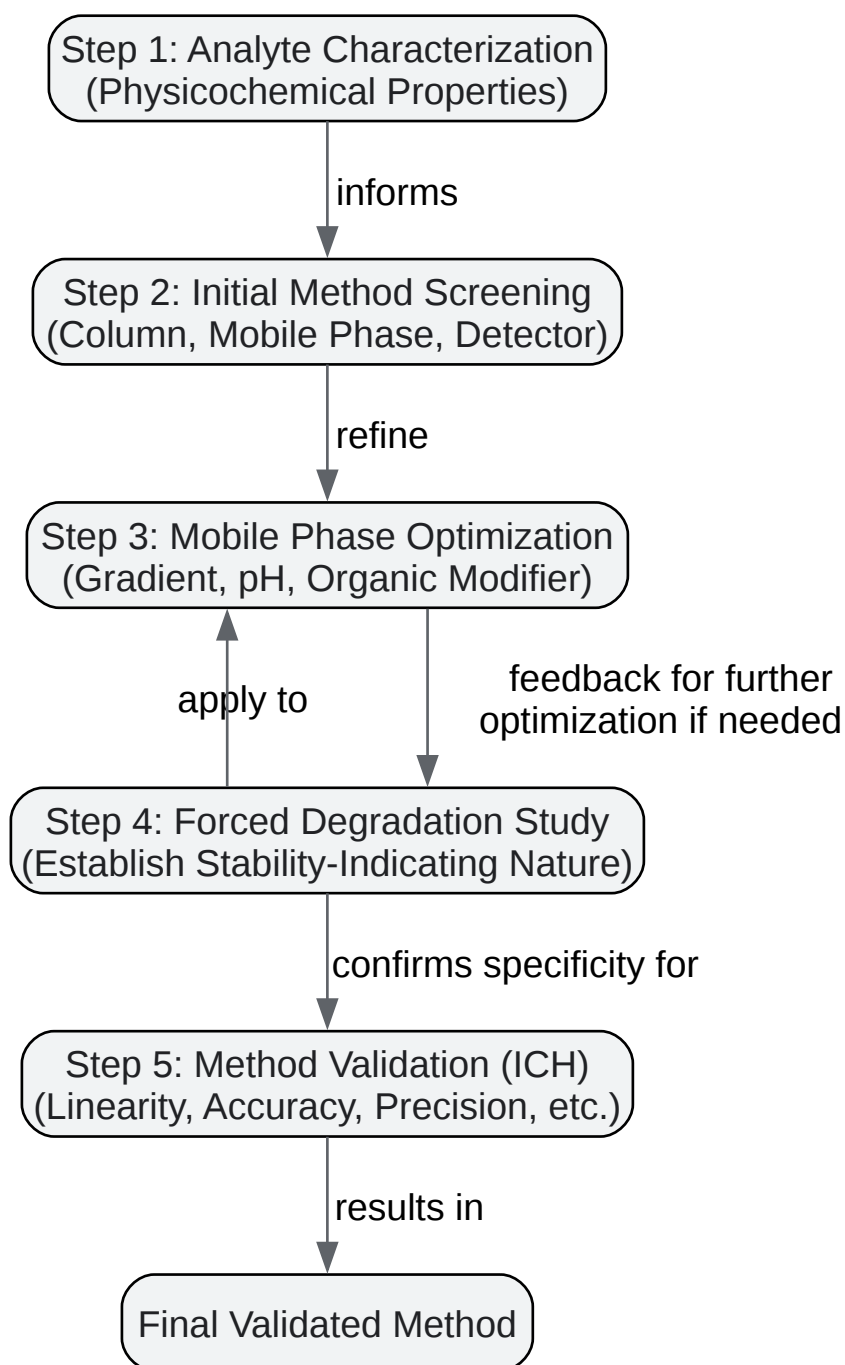 Step 1: Analyte Characterization
(Physicochemical Properties)
informs
Step 2: Initial Method Screening
(Column, Mobile Phase, Detector)
refine
Step 3: Mobile Phase Optimization
(Gradient, pH, Organic Modifier)
apply to
feedback for further
optimization if needed
Step 4: Forced Degradation Study
(Establish Stability-Indicating Nature)
confirms specificity for
Step 5: Method Validation (ICH)
(Linearity, Accuracy, Precision, etc.)
results in
Final Validated Method